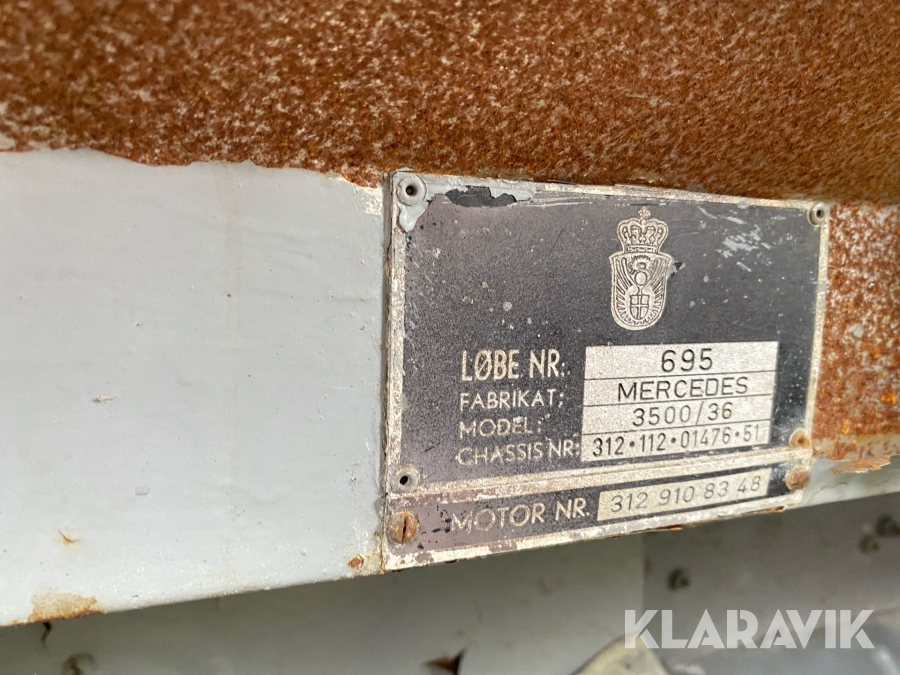 LØBE NR: 695
FABRIKAT: MERCEDES
MODEL: 3500/36
CHASSIS NR: 312·112·01476·51
MOTOR NR. 312 910 83 48
KLARAVIK